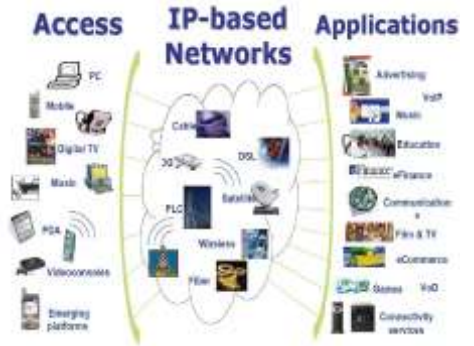 Access
IP-based
Networks
Applications
PC
Mobile
Digital TV
Music
PDA
Videoconsoles
Emerging
platforms
Cable
3G
DSL
Satellite
PLC
Wireless
Fiber
Advertising
VoIP
Music
Education
eFinance
Communication
s
Film & TV
eCommerce
Games
VoD
Connectivity
services